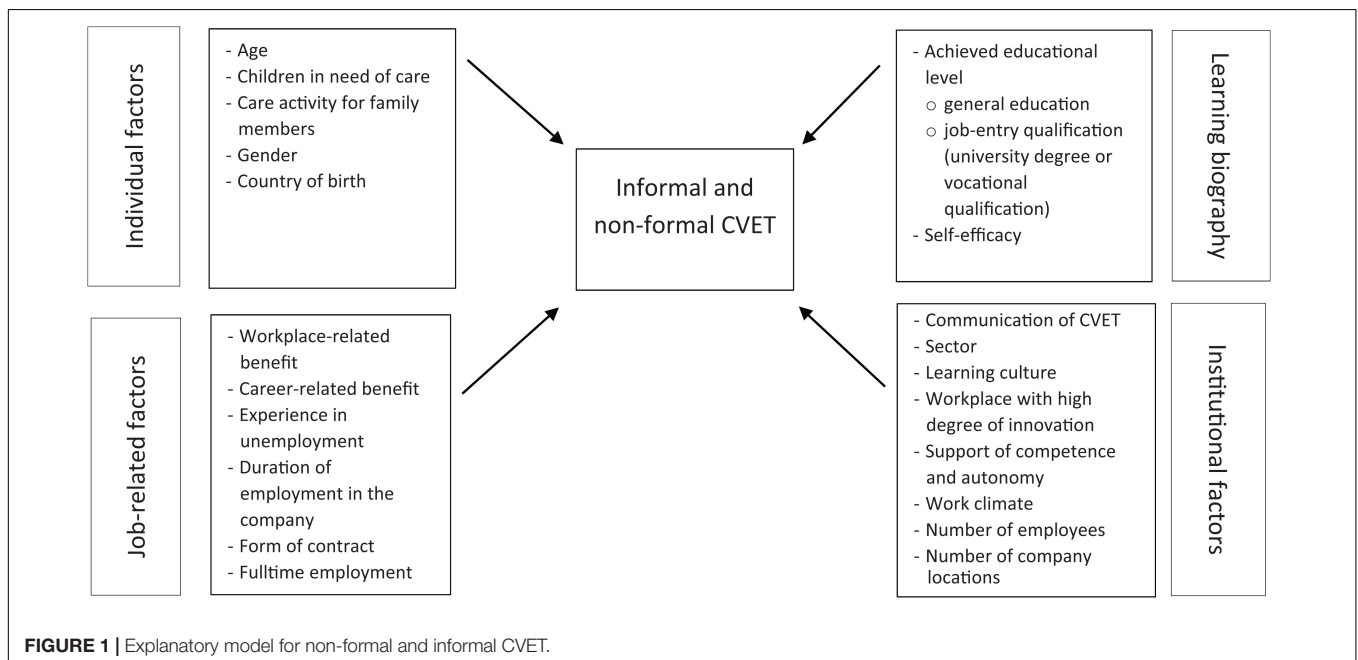 Individual factors
- Age
- Children in need of care
- Care activity for family
members
- Gender
- Country of birth
Informal and
non-formal CVET
- Achieved educational
level
○ general education
○ job-entry qualification
(university degree or
vocational
qualification)
- Self-efficacy
Learning biography
Job-related factors
- Workplace-related
benefit
- Career-related benefit
- Experience in
unemployment
- Duration of
employment in the
company
- Form of contract
- Fulltime employment
- Communication of CVET
- Sector
- Learning culture
- Workplace with high
degree of innovation
- Support of competence
and autonomy
- Work climate
- Number of employees
- Number of company
locations
Institutional factors
FIGURE 1 | Explanatory model for non-formal and informal CVET.